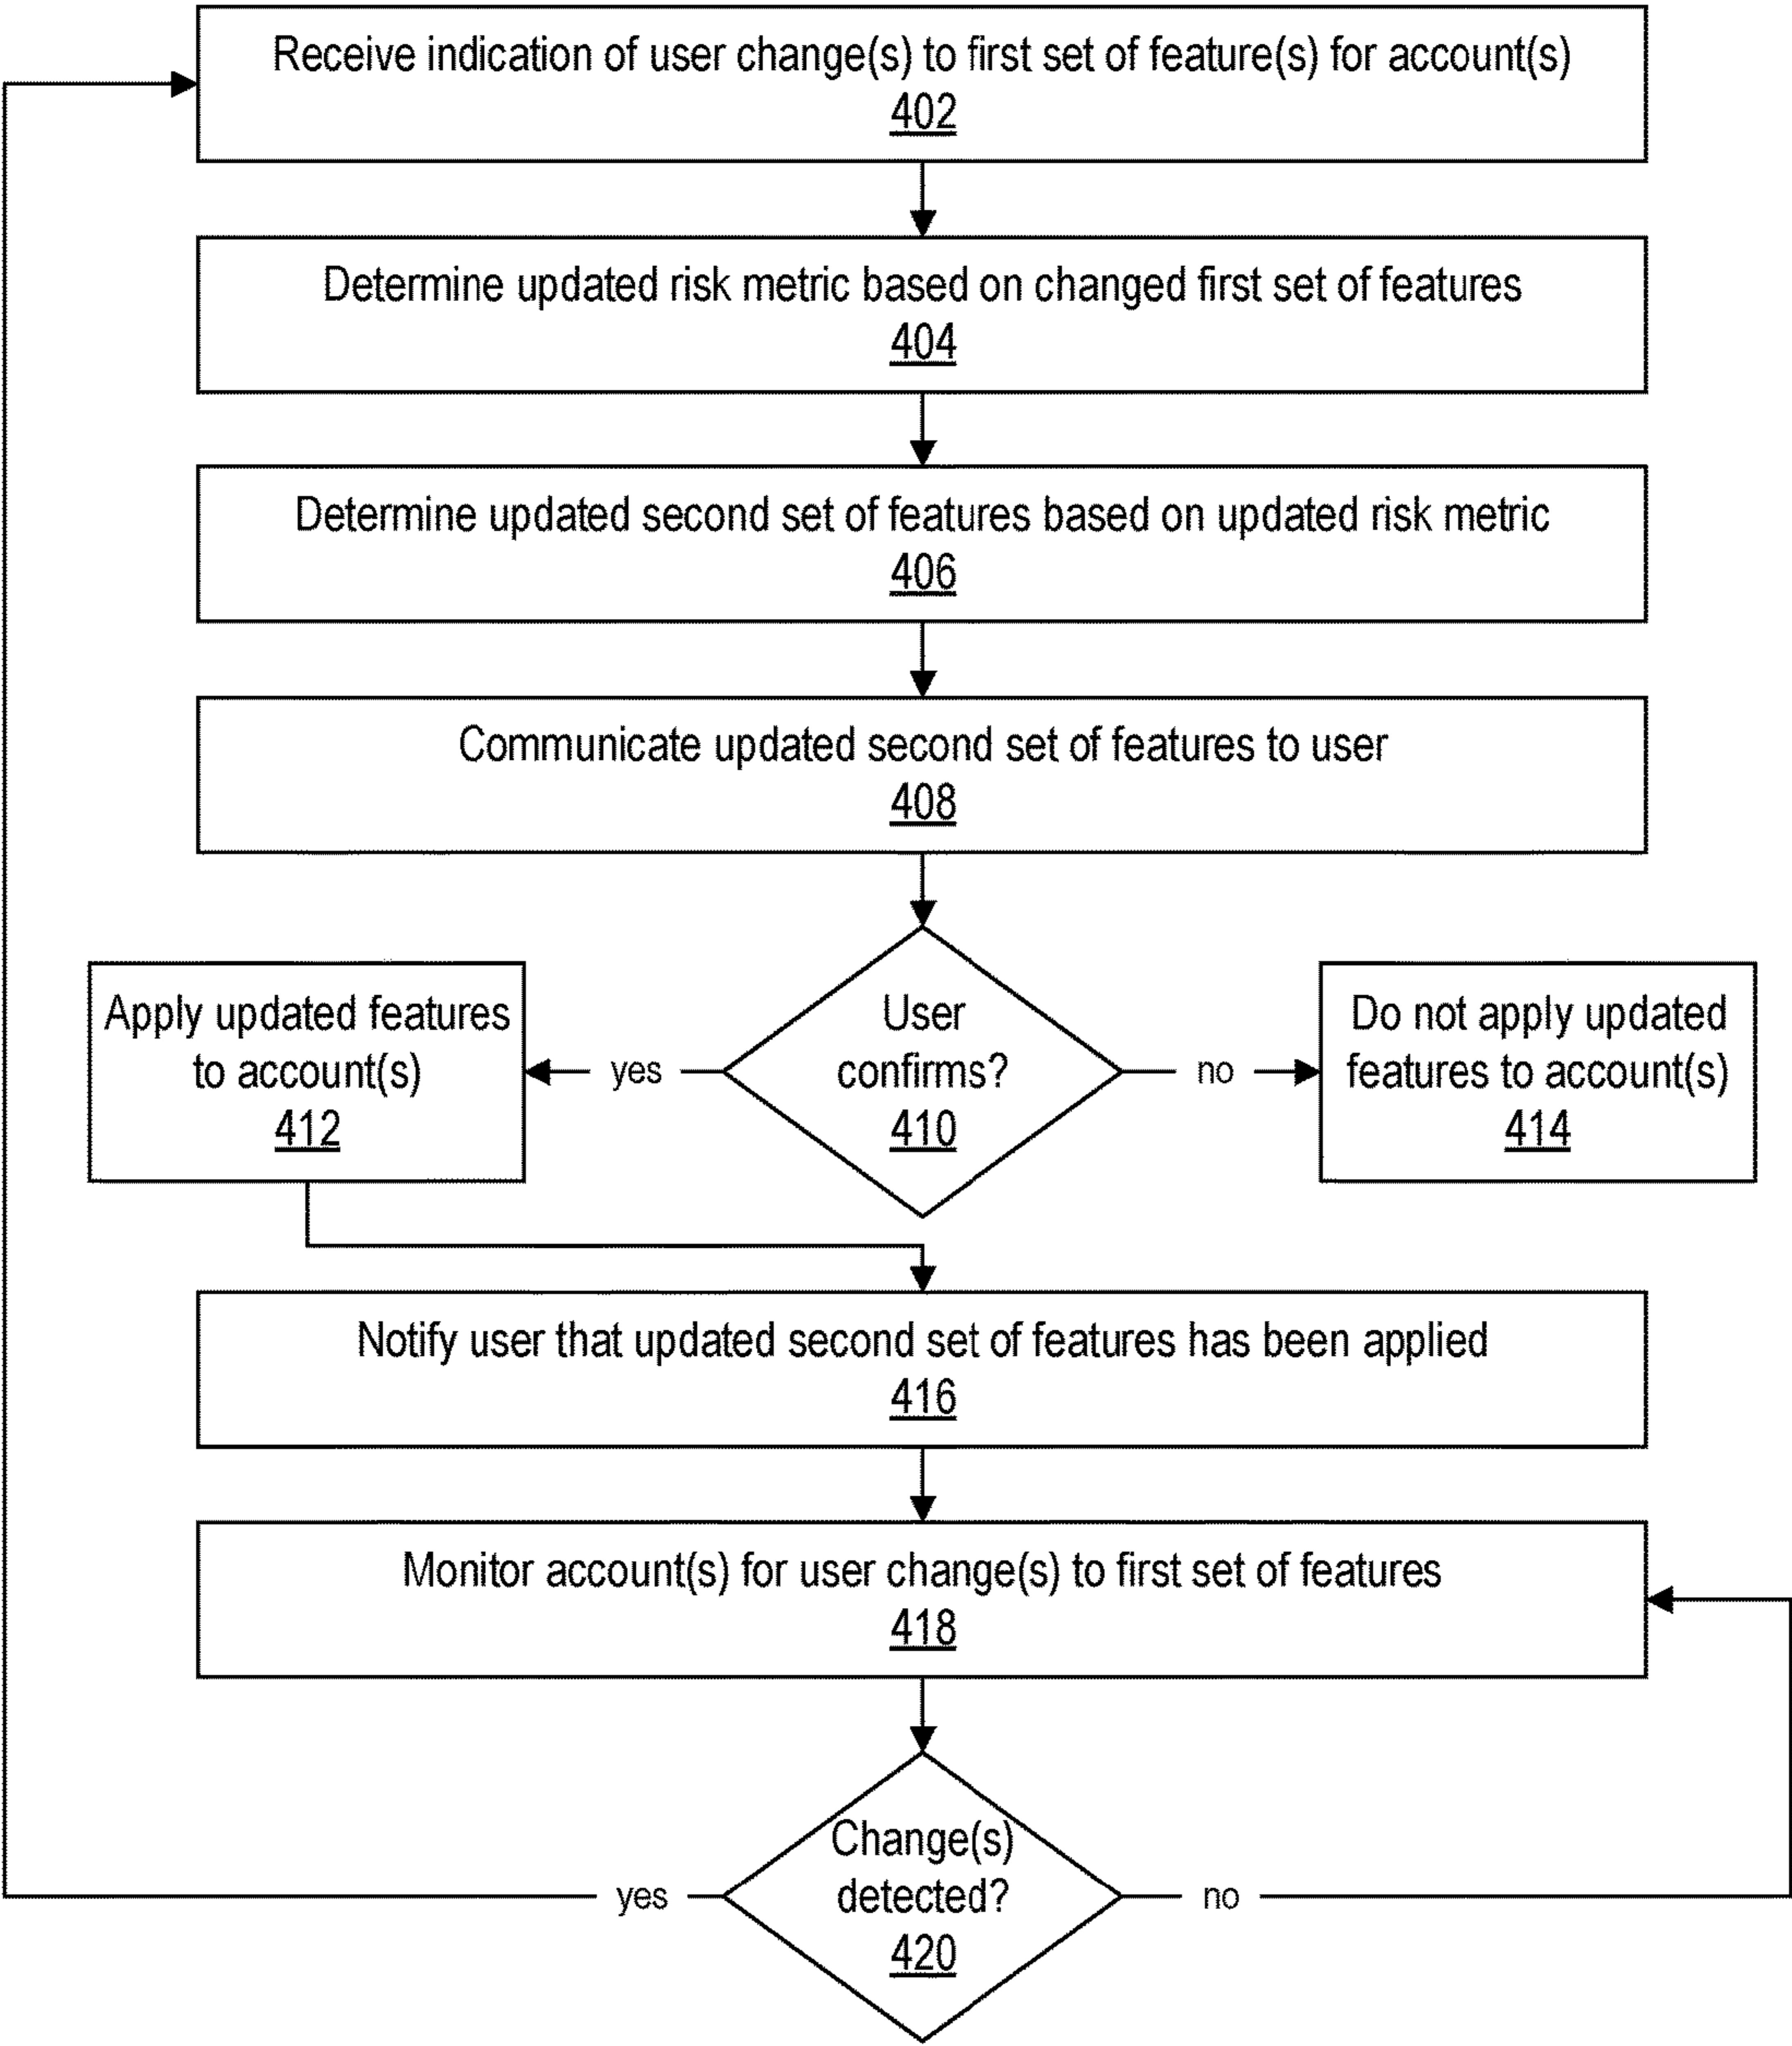 Receive indication of user change(s) to first set of feature(s) for account(s)
402
Determine updated risk metric based on changed first set of features
404
Determine updated second set of features based on updated risk metric
406
Communicate updated second set of features to user
408
Apply updated features
to account(s)
412
yes
User
confirms?
410
no
Do not apply updated
features to account(s)
414
Notify user that updated second set of features has been applied
416
Monitor account(s) for user change(s) to first set of features
418
yes
Change(s)
detected?
420
no